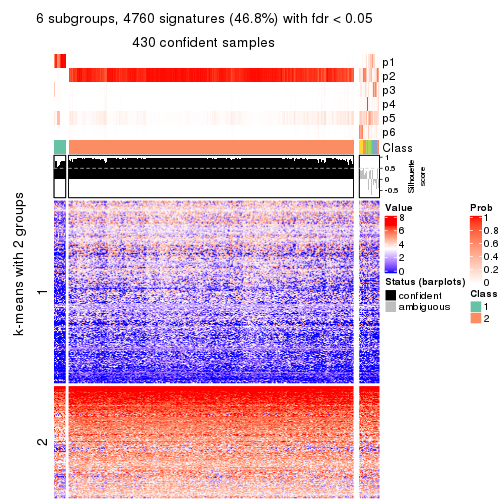 6 subgroups, 4760 signatures (46.8%) with fdr < 0.05
430 confident samples
p1
p2
p3
p4
p5
p6
Class
1
0.5
0
-0.5
Silhouette
score
k-means with 2 groups
1
2
Value
8
6
4
2
0
Prob
1
0.8
0.6
0.4
0.2
0
Status (barplots)
confident
ambiguous
Class
1
2